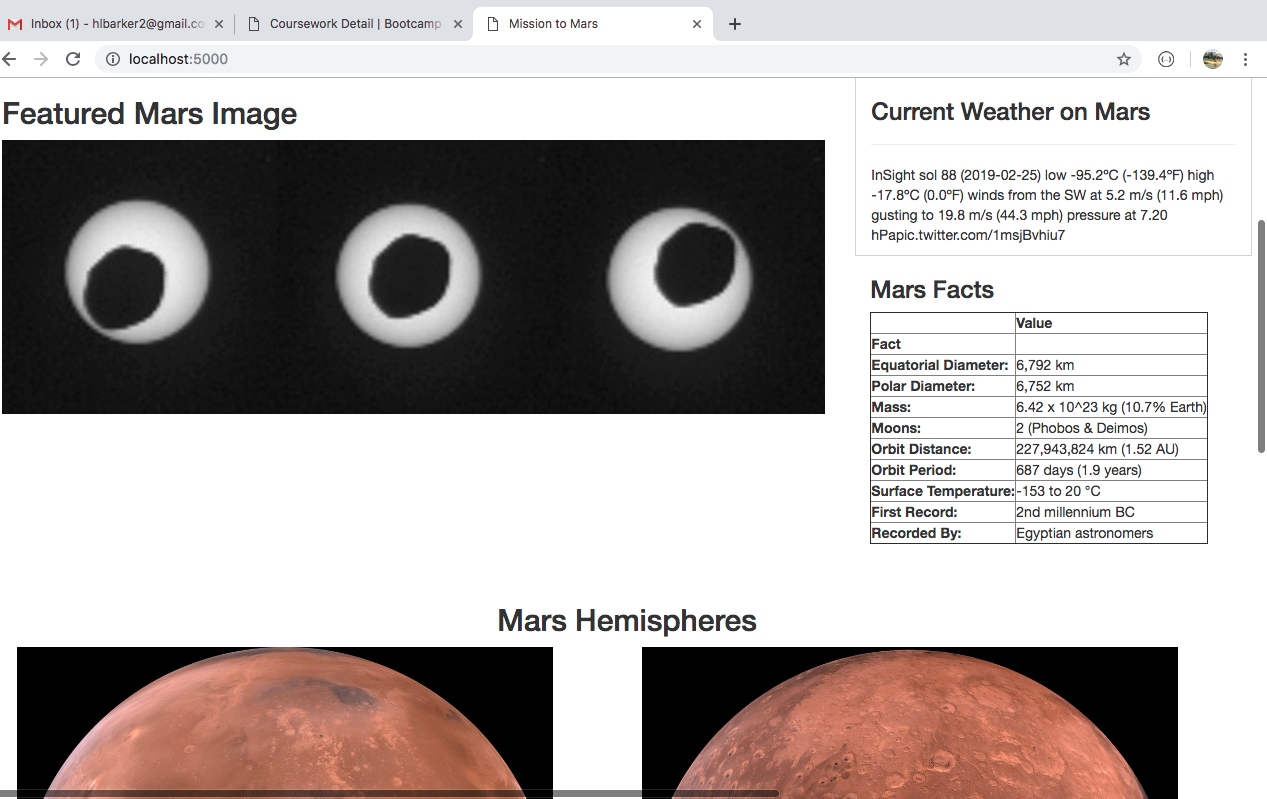 Inbox (1) - hlbarker2@gmail.co
Coursework Detail | Bootcamp
Mission to Mars
localhost:5000
Featured Mars Image
Current Weather on Mars
InSight sol 88 (2019-02-25) low -95.2ºC (-139.4ºF) high
-17.8ºC (0.0ºF) winds from the SW at 5.2 m/s (11.6 mph)
gusting to 19.8 m/s (44.3 mph) pressure at 7.20
hPapic.twitter.com/1msjBvhiu7
Mars Facts
Value
Fact
Equatorial Diameter: 6,792 km
Polar Diameter: 6,752 km
Mass: 6.42 x 10^23 kg (10.7% Earth)
Moons: 2 (Phobos & Deimos)
Orbit Distance: 227,943,824 km (1.52 AU)
Orbit Period: 687 days (1.9 years)
Surface Temperature: -153 to 20 °C
First Record: 2nd millennium BC
Recorded By: Egyptian astronomers
Mars Hemispheres